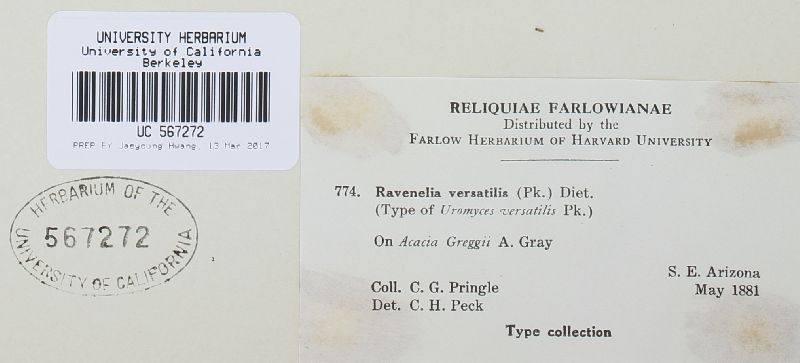 UNIVERSITY HERBARIUM
University of California
Berkeley
UC 567272
PREP BY Jaeyoung Hwang, 13 Mar 2017
HERBARIUM OF THE
567272
UNIVERSITY OF CALIFORNIA
RELIQUIAE FARLOWIANAE
Distributed by the
FARLOW HERBARIUM OF HARVARD UNIVERSITY
774. Ravenelia versatilis (Pk.) Diet.
(Type of Uromyces versatilis Pk.)
On Acacia Greggii A. Gray
S. E. Arizona
Coll. C. G. Pringle May 1881
Det. C. H. Peck
Type collection